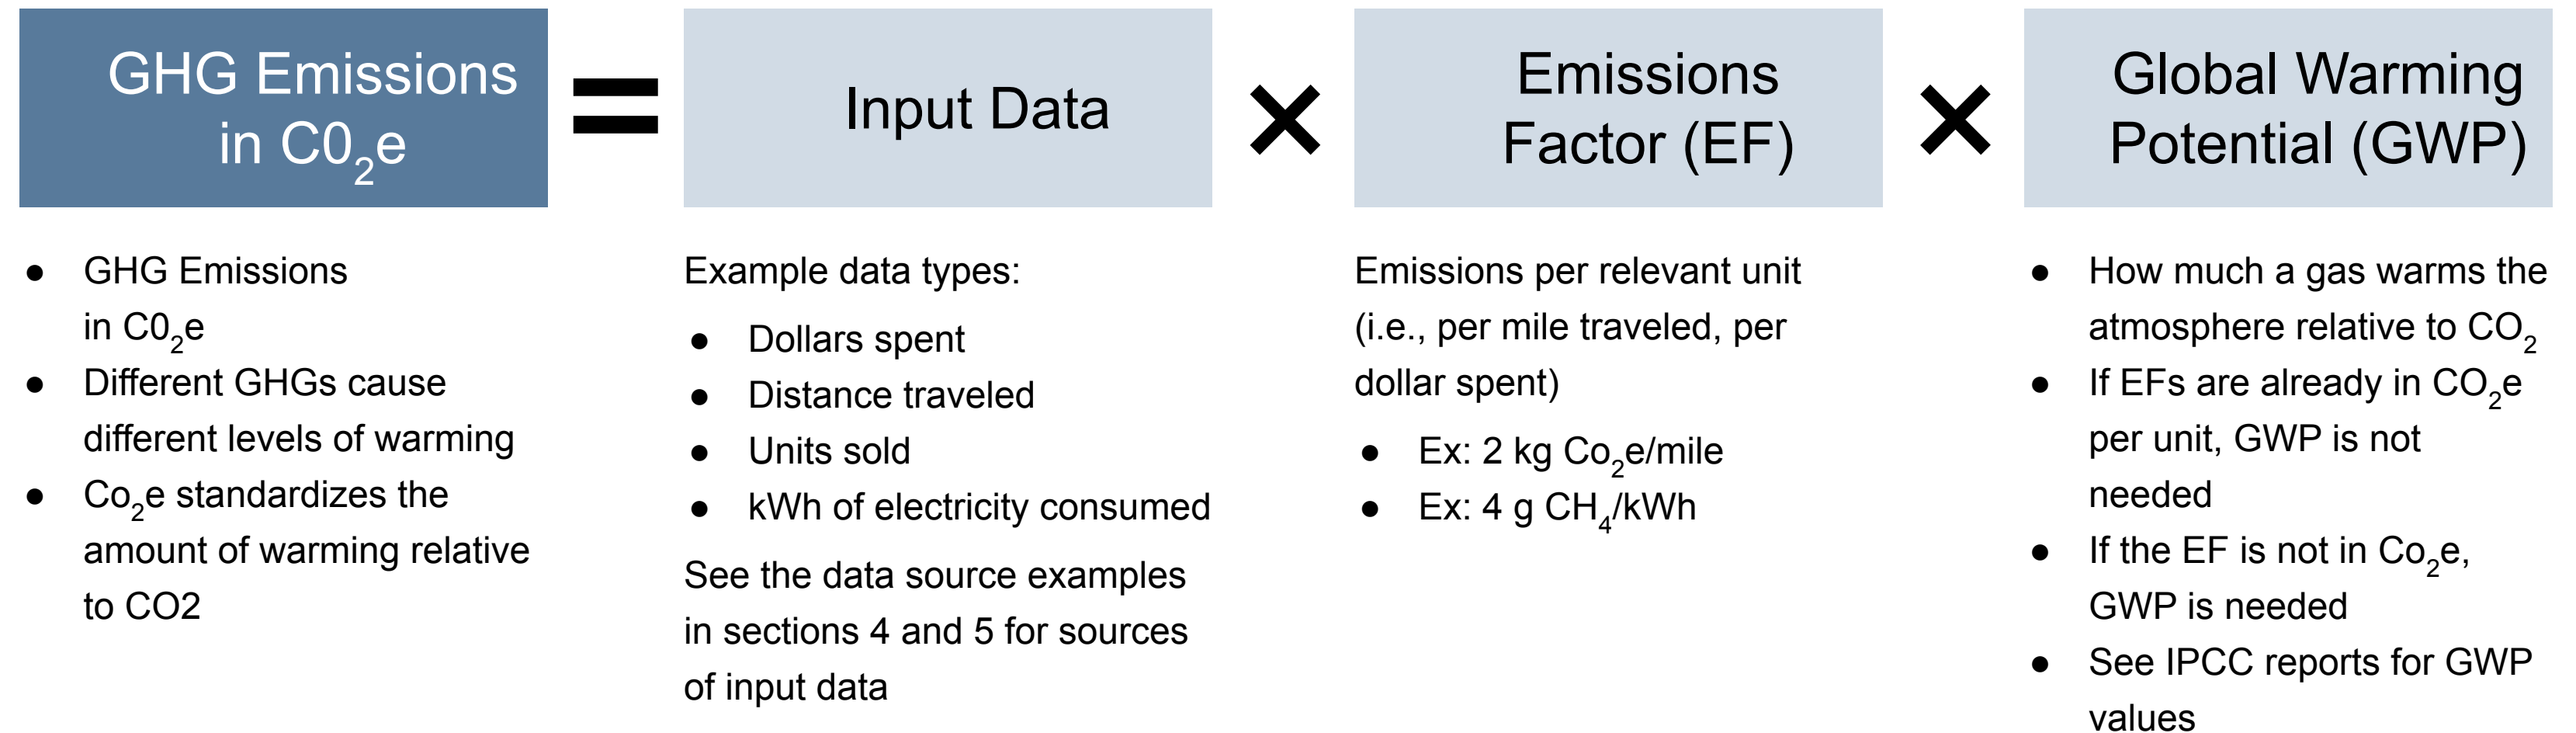 GHG Emissions
in C0₂e
=
Input Data
×
Emissions
Factor (EF)
×
Global Warming
Potential (GWP)
● GHG Emissions
in C0₂e
● Different GHGs cause
different levels of warming
● Co₂e standardizes the
amount of warming relative
to CO2
Example data types:
● Dollars spent
● Distance traveled
● Units sold
● kWh of electricity consumed
See the data source examples
in sections 4 and 5 for sources
of input data
Emissions per relevant unit
(i.e., per mile traveled, per
dollar spent)
● Ex: 2 kg Co₂e/mile
● Ex: 4 g CH₄/kWh
● How much a gas warms the
atmosphere relative to CO₂
● If EFs are already in CO₂e
per unit, GWP is not
needed
● If the EF is not in Co₂e,
GWP is needed
● See IPCC reports for GWP
values